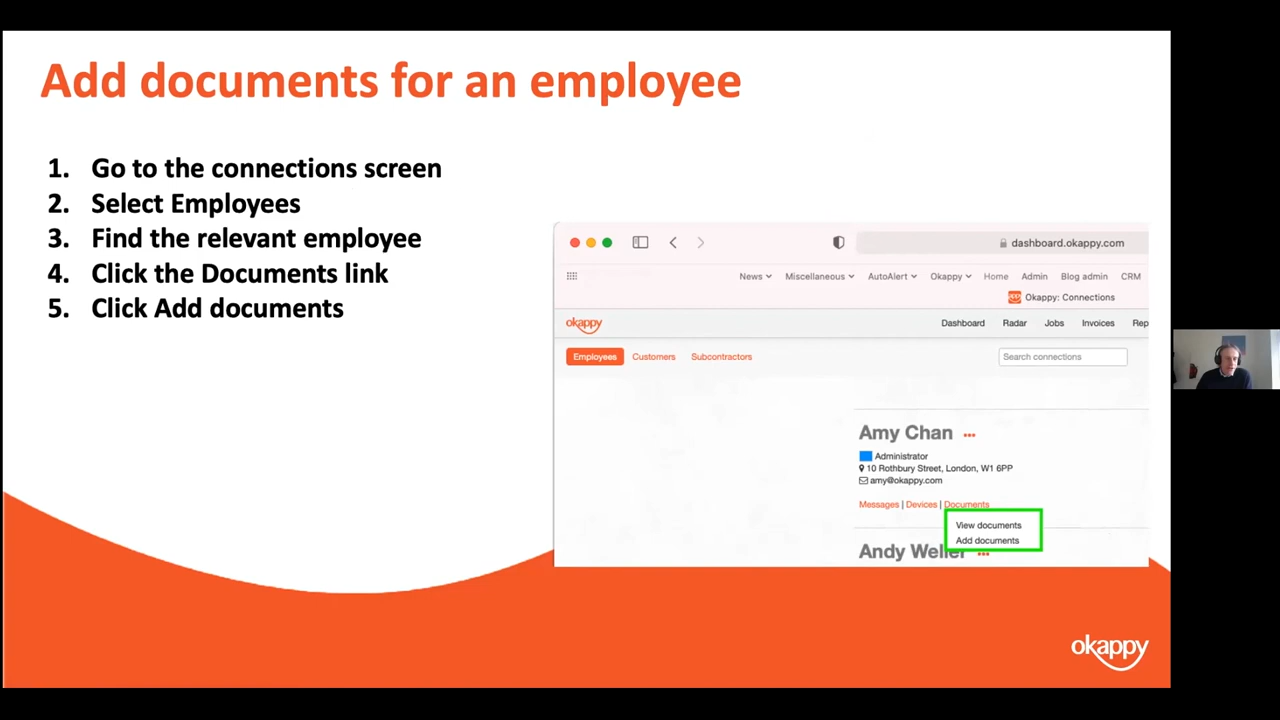 Add documents for an employee
1. Go to the connections screen
2. Select Employees
3. Find the relevant employee
4. Click the Documents link
5. Click Add documents
dashboard.okappy.com
News Miscellaneous AutoAlert Okappy Home Admin Blog admin CRM
Okappy: Connections
okappy Dashboard Radar Jobs Invoices Rep
Employees Customers Subcontractors Search connections
Amy Chan
Administrator
10 Rothbury Street, London, W1 6PP
amy@okappy.com
Messages | Devices | Documents
View documents
Add documents
Andy Weller
okappy